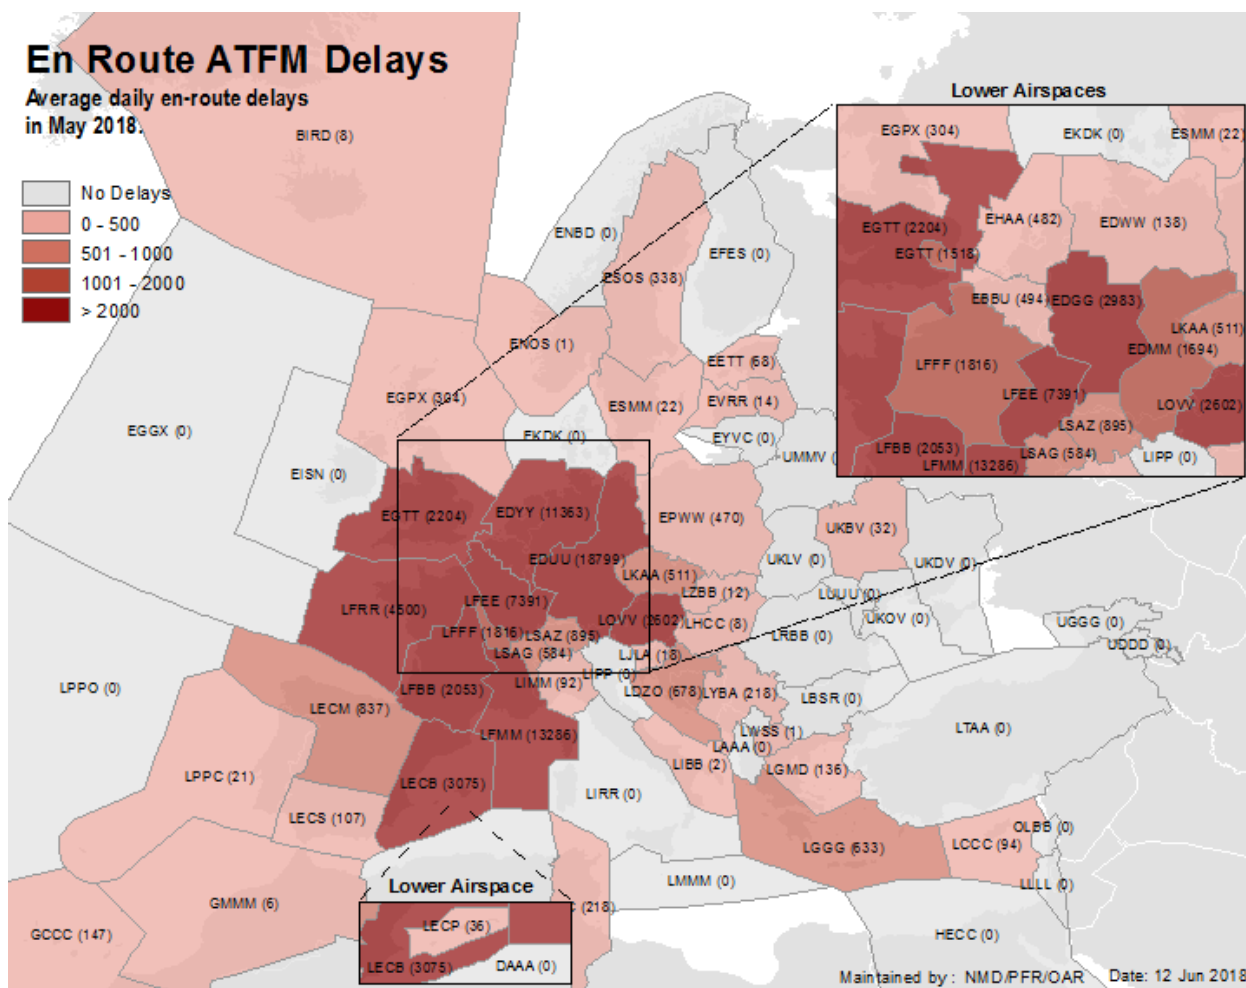 En Route ATFM Delays
Average daily en-route delays
in May 2018.
No Delays
0 - 500
501 - 1000
1001 - 2000
> 2000
BIRD (8)
ENBD (0)
ESOS (338)
EFES (0)
ENOS (1)
EETT (68)
EGPX (304)
ESMM (22)
EVRR (14)
EGGX (0)
EKDK (0)
EYVC (0)
UMMV
EISN (0)
EGTT (2204)
EDYY (11363)
EPWW (470)
UKBV (32)
EDUU (18799)
UKLV (0)
UKDV (0)
LKAA (511)
LZBB (12)
LUUU (0)
LFRR (4500)
LFEE (7391)
LOVV (2602)
LHCC (8)
UKOV (0)
UGGG (0)
LFFF (1816)
LSAZ (895)
LRBB (0)
UDDD (0)
LSAG (584)
LJLA (18)
LPPO (0)
LFBB (2053)
LIMM (92)
LIPP (0)
LDZO (678)
LYBA (218)
LBSR (0)
LECM (837)
LFMM (13286)
LWSS (1)
LTAA (0)
LAAA (0)
LPPC (21)
LECB (3075)
LIBB (2)
LGMD (136)
LIRR (0)
LECS (107)
OLBB (0)
LGGG (633)
LCCC (94)
LMMM (0)
LLLL (0)
GMMM (6)
C (218)
GCCC (147)
HECC (0)
Lower Airspace
LECP (36)
LECB (3075)
DAAA (0)
Lower Airspaces
EGPX (304)
EKDK (0)
ESMM (22)
EHAA (482)
EDWW (138)
EGTT (2204)
EGTT (1518)
EBBU (494)
EDGG (2983)
LKAA (511)
EDMM (1694)
LFFF (1816)
LFEE (7391)
LOVV (2602)
LSAZ (895)
LFBB (2053)
LSAG (584)
LIPP (0)
LFMM (13286)
Maintained by : NMD/PFR/OAR Date: 12 Jun 2018